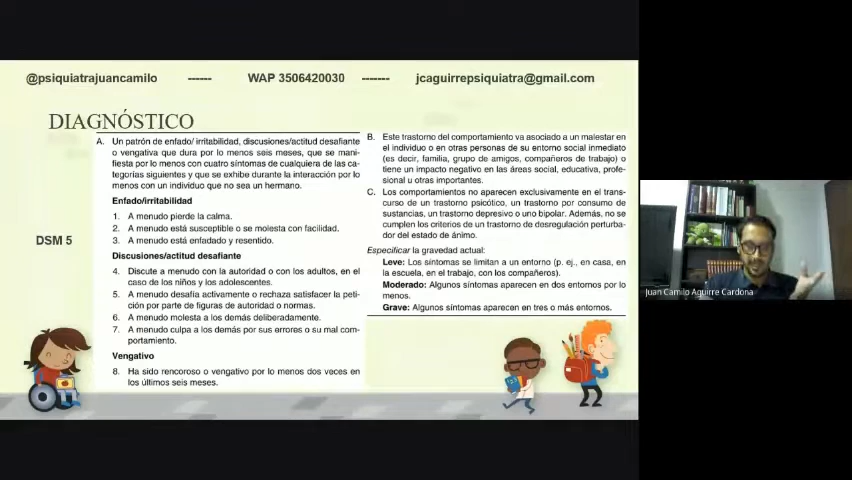 @psiquiatrajuancamilo ------ WAP 3506420030 ------- jcaguirrepsiquiatra@gmail.com
DIAGNÓSTICO
DSM 5
A. Un patrón de enfado/ irritabilidad, discusiones/actitud desafiante
o vengativa que dura por lo menos seis meses, que se mani-
fiesta por lo menos con cuatro síntomas de cualquiera de las ca-
tegorías siguientes y que se exhibe durante la interacción por lo
menos con un individuo que no sea un hermano.
Enfado/irritabilidad
1. A menudo pierde la calma.
2. A menudo está susceptible o se molesta con facilidad.
3. A menudo está enfadado y resentido.
Discusiones/actitud desafiante
4. Discute a menudo con la autoridad o con los adultos, en el
caso de los niños y los adolescentes.
5. A menudo desafía activamente o rechaza satisfacer la peti-
ción por parte de figuras de autoridad o normas.
6. A menudo molesta a los demás deliberadamente.
7. A menudo culpa a los demás por sus errores o su mal com-
portamiento.
Vengativo
8. Ha sido rencoroso o vengativo por lo menos dos veces en
los últimos seis meses.
B. Este trastorno del comportamiento va asociado a un malestar en
el individuo o en otras personas de su entorno social inmediato
(es decir, familia, grupo de amigos, compañeros de trabajo) o
tiene un impacto negativo en las áreas social, educativa, profe-
sional u otras importantes.
C. Los comportamientos no aparecen exclusivamente en el trans-
curso de un trastorno psicótico, un trastorno por consumo de
sustancias, un trastorno depresivo o uno bipolar. Además, no se
cumplen los criterios de un trastorno de desregulación perturba-
dor del estado de ánimo.
Especificar la gravedad actual:
Leve: Los síntomas se limitan a un entorno (p. ej., en casa, en
la escuela, en el trabajo, con los compañeros).
Moderado: Algunos síntomas aparecen en dos entornos por lo
menos.
Grave: Algunos síntomas aparecen en tres o más entornos.
Juan Camilo Aguirre Cardona